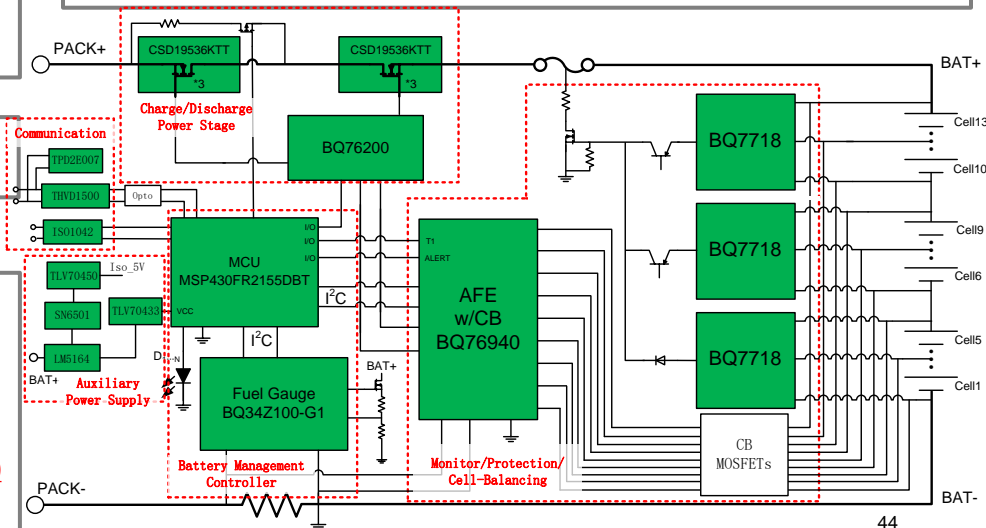 PACK+
CSD19536KTT
*3
CSD19536KTT
*3
BAT+
Charge/Discharge
Power Stage
BQ76200
BQ7718
Cell13
Cell10
Communication
TPD2E007
THVD1500
Opto
ISO1042
I/O
I/O
I/O
MCU
MSP430FR2155DBT
VCC
I²C
I²C
T1
ALERT
AFE
w/CB
BQ76940
BQ7718
Cell9
Cell6
TLV70450
Iso_5V
SN6501
TLV70433
LM5164
BAT+
Auxiliary
Power Supply
D1…N
BAT+
Fuel Gauge
BQ34Z100-G1
BQ7718
Cell5
Cell1
Battery Management
Controller
Monitor/Protection/
Cell-Balancing
CB
MOSFETs
PACK-
BAT-
44